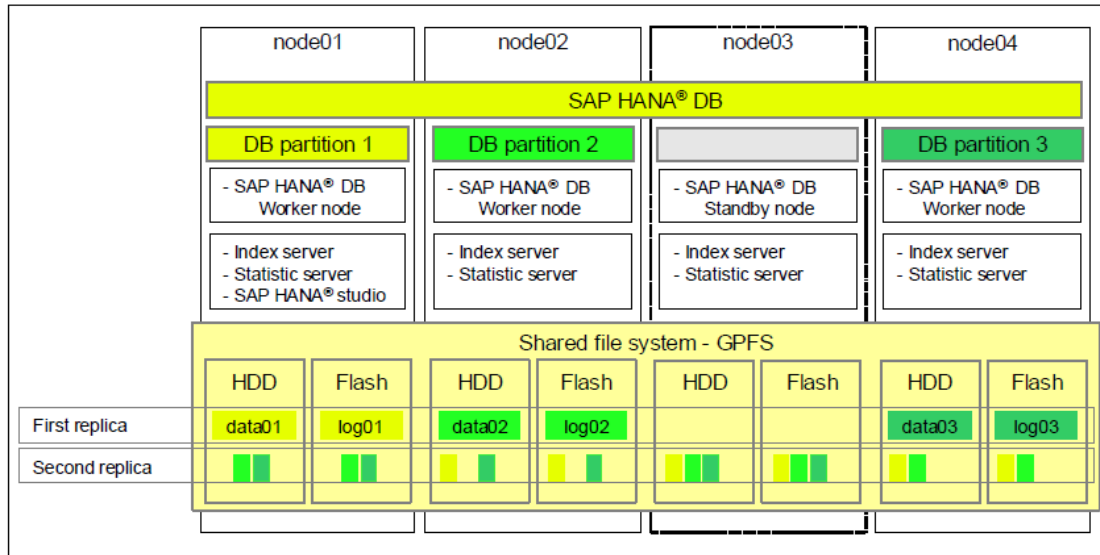 node01
node02
node03
node04
SAP HANA® DB
DB partition 1
DB partition 2
DB partition 3
- SAP HANA® DB
Worker node
- SAP HANA® DB
Worker node
- SAP HANA® DB
Standby node
- SAP HANA® DB
Worker node
- Index server
- Statistic server
- SAP HANA® studio
- Index server
- Statistic server
- Index server
- Statistic server
- Index server
- Statistic server
Shared file system - GPFS
HDD
Flash
HDD
Flash
HDD
Flash
HDD
Flash
First replica
data01
log01
data02
log02
data03
log03
Second replica